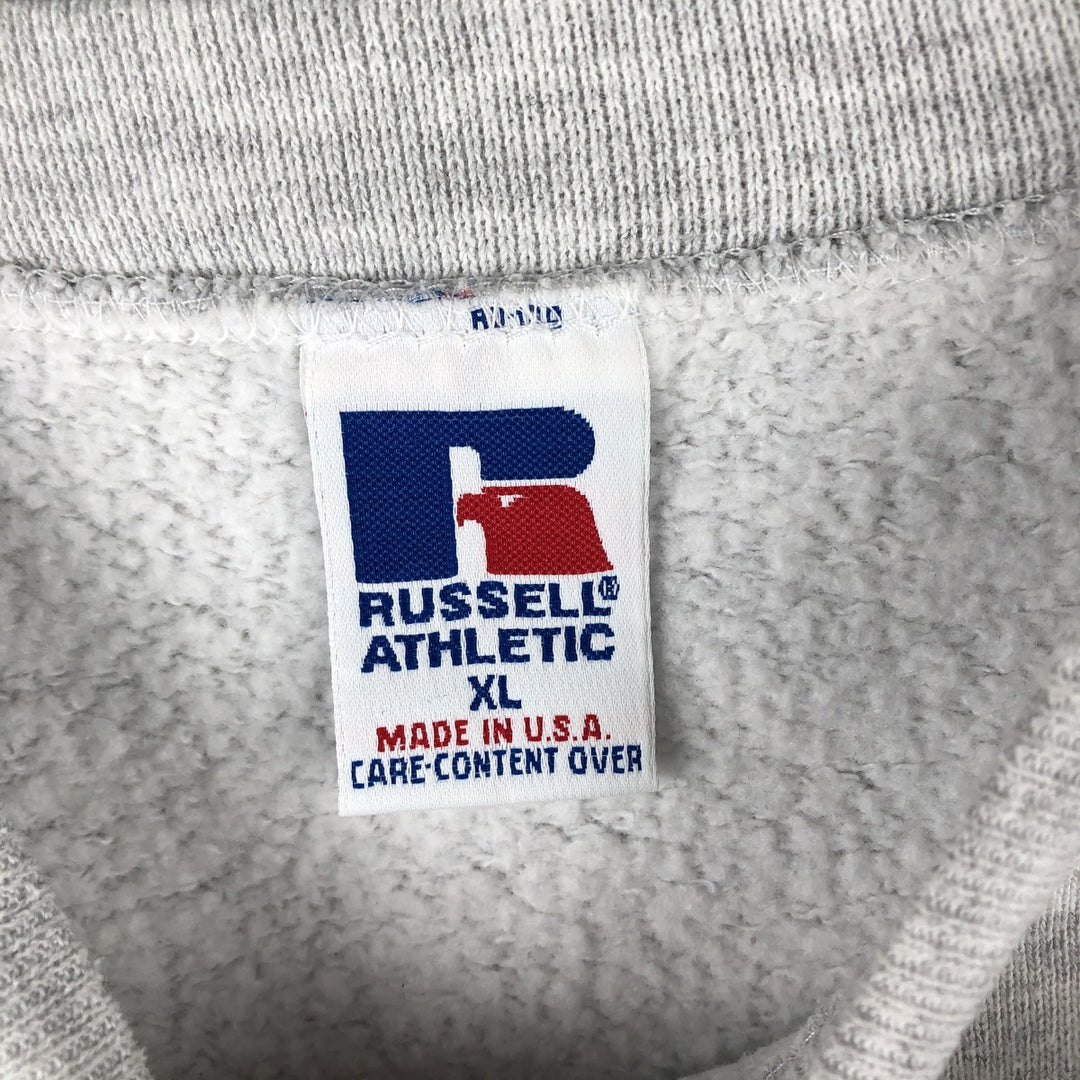 RUSSELL®
ATHLETIC
XL
MADE IN U.S.A.
CARE-CONTENT OVER